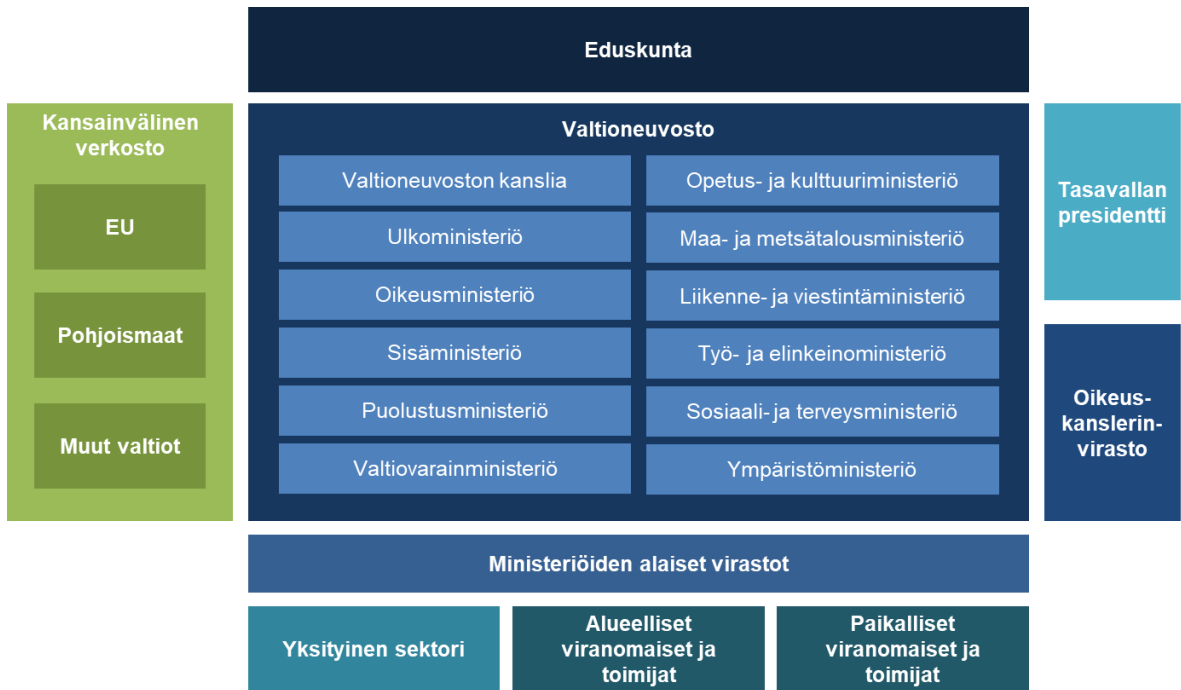 Eduskunta
Kansainvälinen
verkosto
EU
Pohjoismaat
Muut valtiot
Valtioneuvosto
Valtioneuvoston kanslia
Ulkoministeriö
Oikeusministeriö
Sisäministeriö
Puolustusministeriö
Valtiovarainministeriö
Opetus- ja kulttuuriministeriö
Maa- ja metsätalousministeriö
Liikenne- ja viestintäministeriö
Työ- ja elinkeinoministeriö
Sosiaali- ja terveysministeriö
Ympäristöministeriö
Tasavallan
presidentti
Oikeus-
kanslerin-
virasto
Ministeriöiden alaiset virastot
Yksityinen sektori
Alueelliset
viranomaiset ja
toimijat
Paikalliset
viranomaiset ja
toimijat